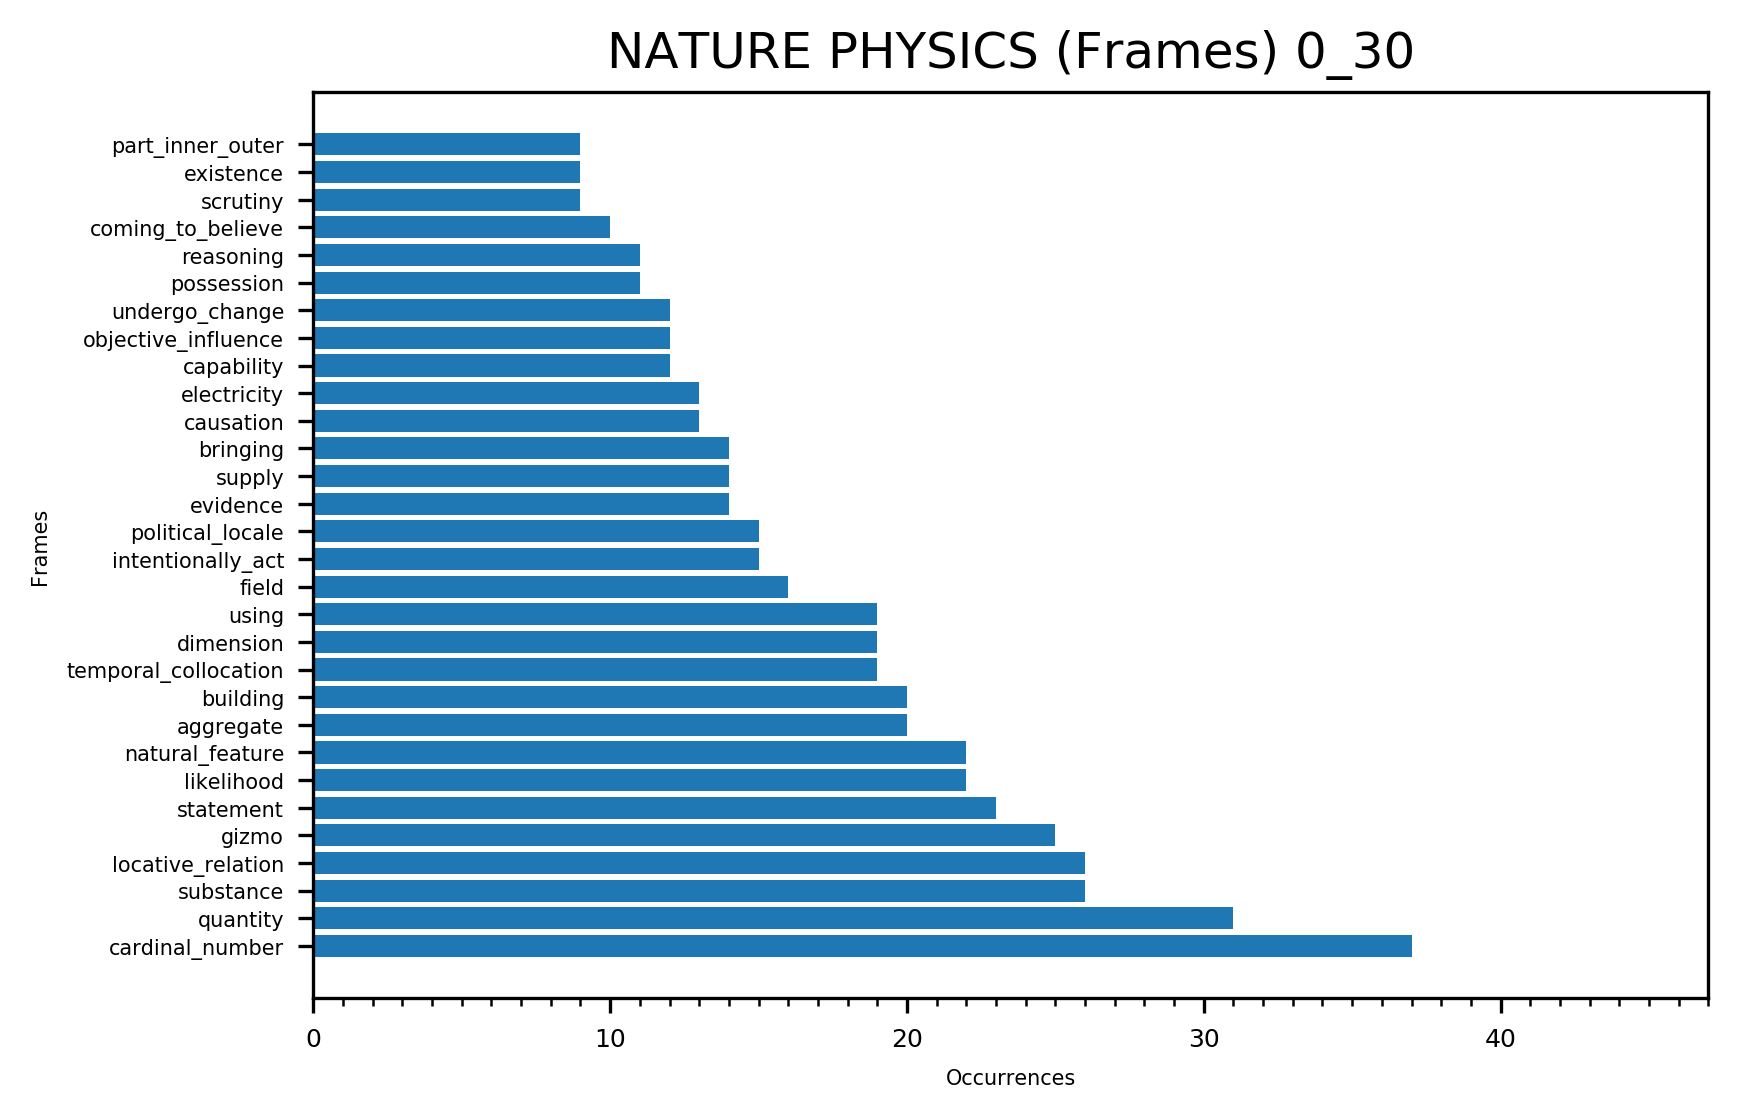 NATURE PHYSICS (Frames) 0_30
part_inner_outer
existence
scrutiny
coming_to_believe
reasoning
possession
undergo_change
objective_influence
capability
electricity
causation
bringing
supply
evidence
political_locale
intentionally_act
field
using
dimension
temporal_collocation
building
aggregate
natural_feature
likelihood
statement
gizmo
locative_relation
substance
quantity
cardinal_number
Frames
0 10 20 30 40
Occurrences